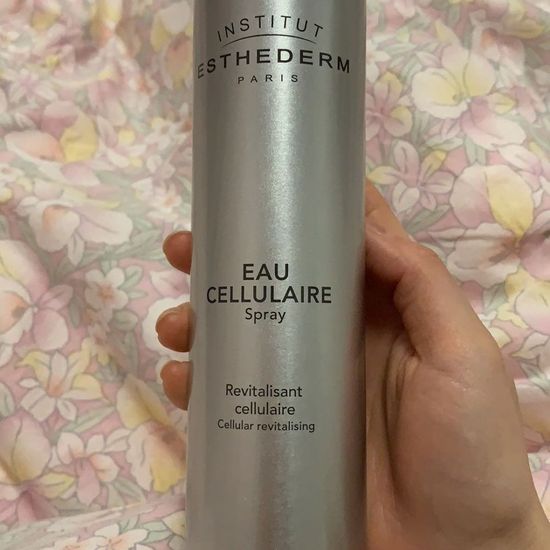 INSTITUT
ESTHEDERM
PARIS
EAU
CELLULAIRE
Spray
Revitalisant
cellulaire
Cellular revitalising